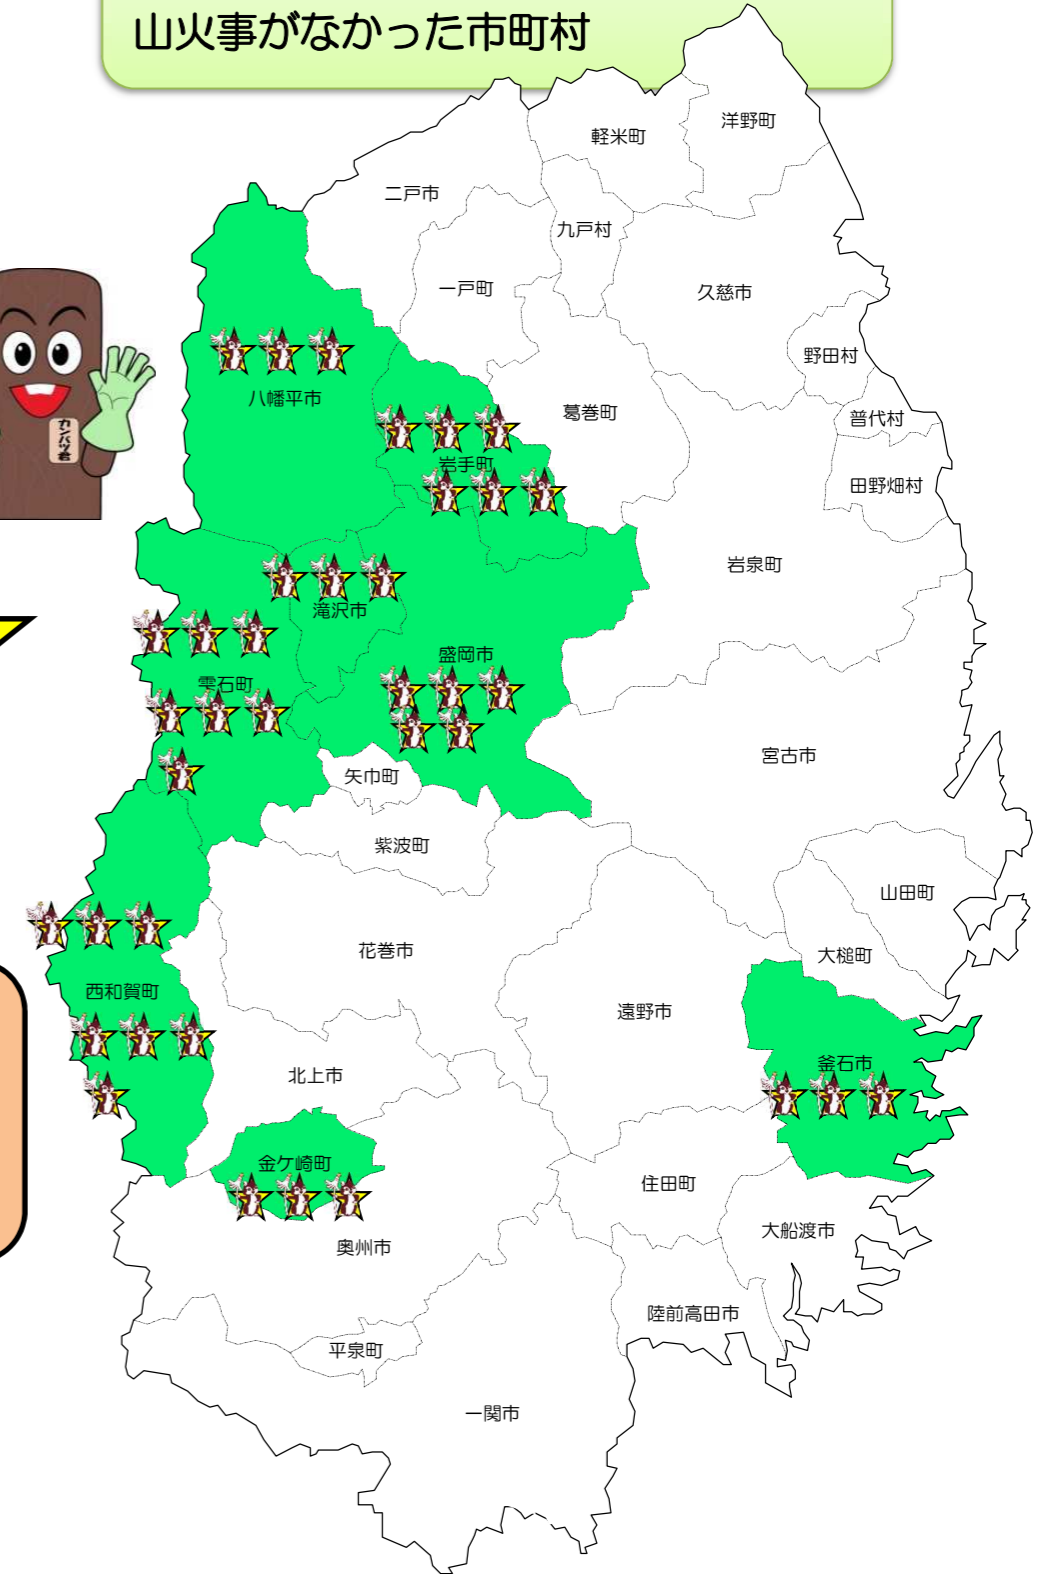 山火事がなかった市町村
洋野町
軽米町
二戸市
九戸村
一戸町
久慈市
野田村
八幡平市
葛巻町
普代村
岩手町
田野畑村
カンバツ君
岩泉町
滝沢市
盛岡市
雫石町
宮古市
矢巾町
紫波町
山田町
花巻市
大槌町
西和賀町
遠野市
釜石市
北上市
金ケ崎町
住田町
大船渡市
奥州市
陸前高田市
平泉町
一関市